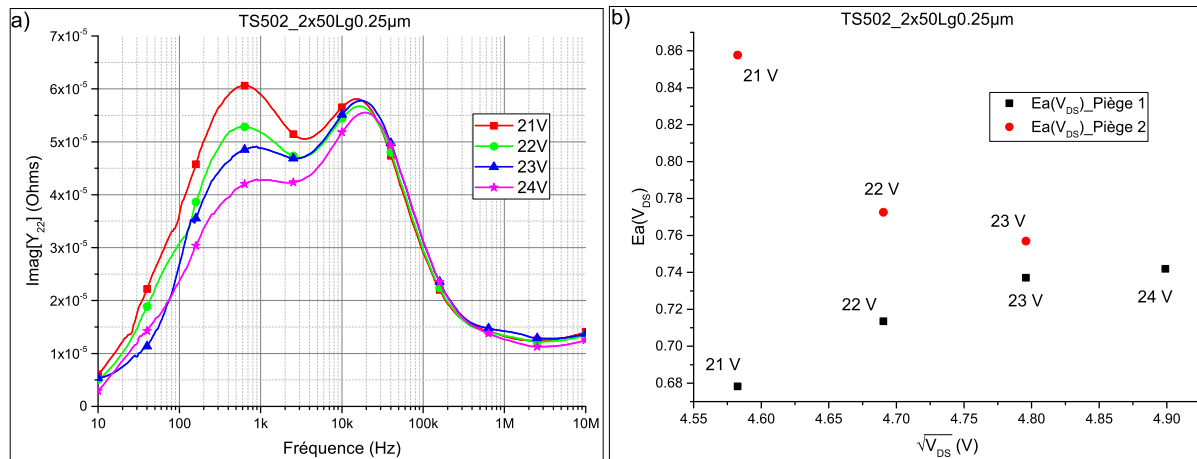 a)
TS502_2x50Lg0.25µm
Imag[Y22] (Ohms)
7x10-5
6x10-5
5x10-5
4x10-5
3x10-5
2x10-5
1x10-5
0
21V
22V
23V
24V
10 100 1k 10k 100k 1M 10M
Fréquence (Hz)
b)
TS502_2x50Lg0.25µm
Ea(VDS)
0.86
0.84
0.82
0.80
0.78
0.76
0.74
0.72
0.70
0.68
21 V
Ea(VDS)_Piège 1
Ea(VDS)_Piège 2
22 V
23 V
22 V
23 V
24 V
21 V
4.55 4.60 4.65 4.70 4.75 4.80 4.85 4.90
√VDS (V)